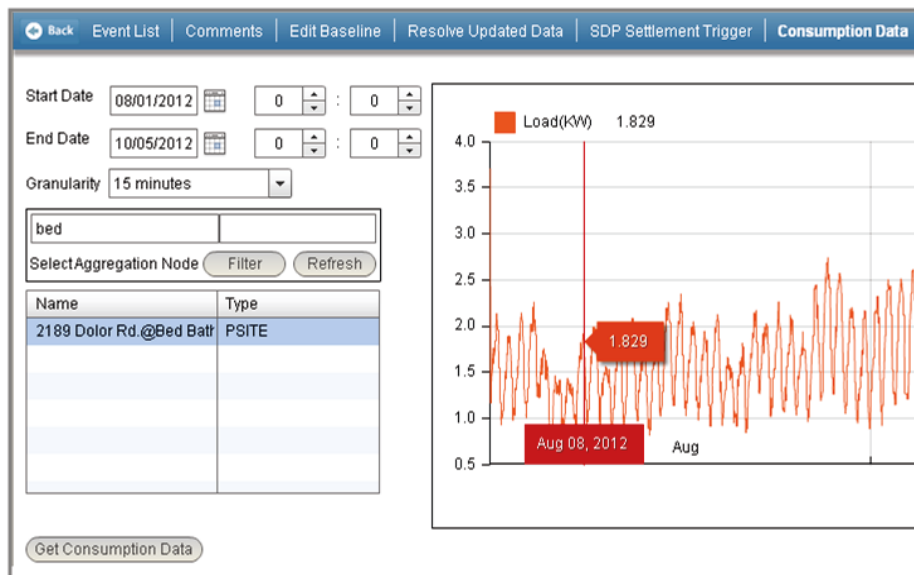 Back Event List Comments Edit Baseline Resolve Updated Data SDP Settlement Trigger Consumption Data
Start Date 08/01/2012 0 : 0
End Date 10/05/2012 0 : 0
Granularity 15 minutes
bed
Select Aggregation Node Filter Refresh
Name Type
2189 Dolor Rd.@Bed Bath PSITE
Get Consumption Data
Load(KW) 1.829
4.0
3.5
3.0
2.5
2.0
1.829
1.5
1.0
Aug 08, 2012 Aug
0.5